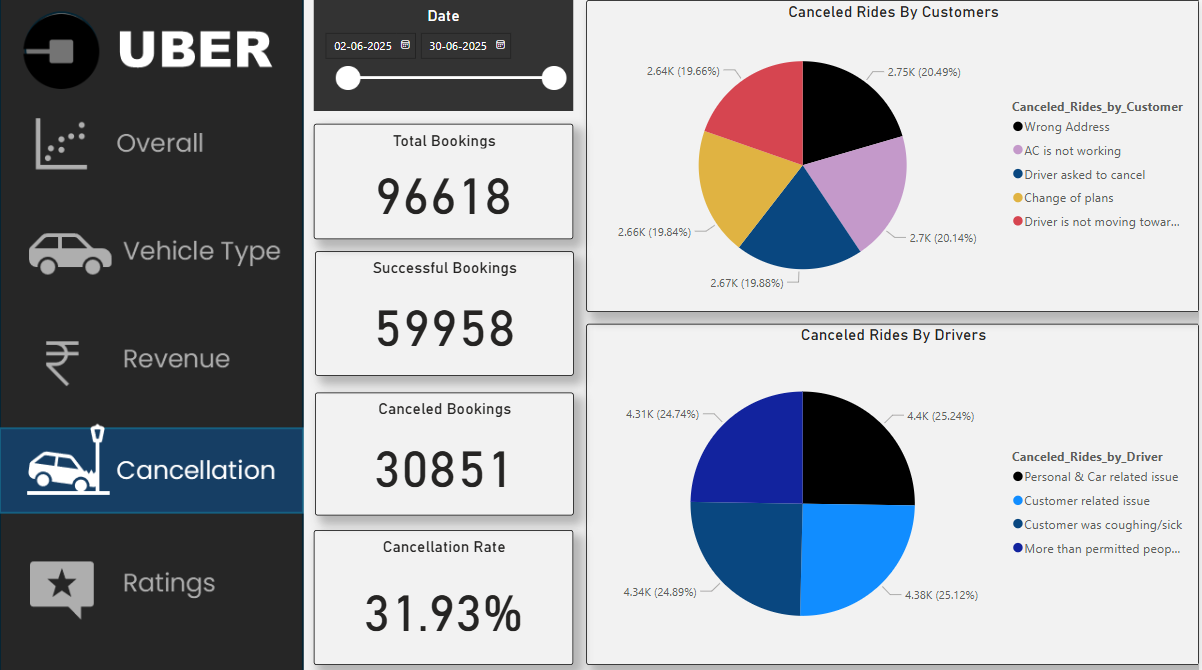 UBER
Overall
Vehicle Type
Revenue
Cancellation
Ratings
Date
02-06-2025
30-06-2025
Total Bookings
96618
Successful Bookings
59958
Canceled Bookings
30851
Cancellation Rate
31.93%
Canceled Rides By Customers
2.64K (19.66%)
2.75K (20.49%)
2.66K (19.84%)
2.7K (20.14%)
2.67K (19.88%)
Canceled_Rides_by_Customer
Wrong Address
AC is not working
Driver asked to cancel
Change of plans
Driver is not moving towar...
Canceled Rides By Drivers
4.31K (24.74%)
4.4K (25.24%)
4.34K (24.89%)
4.38K (25.12%)
Canceled_Rides_by_Driver
Personal & Car related issue
Customer related issue
Customer was coughing/sick
More than permitted peop...